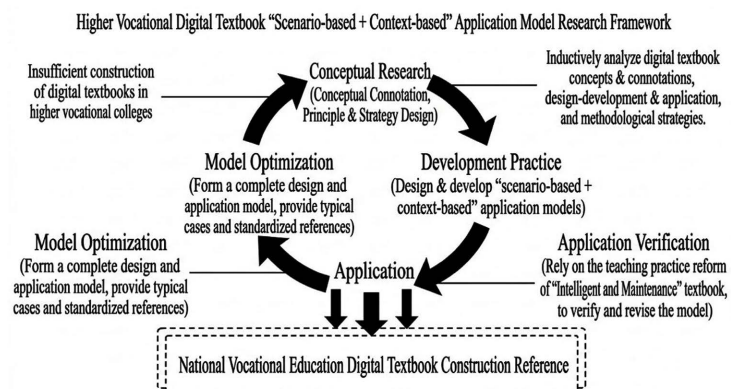 Higher Vocational Digital Textbook “Scenario-based + Context-based” Application Model Research Framework
Insufficient construction
of digital textbooks in
higher vocational colleges
Conceptual Research
(Conceptual Connotation,
Principle & Strategy Design)
Inductively analyze digital textbook
concepts & connotations,
design-development & application,
and methodological strategies.
Model Optimization
(Form a complete design and
application model, provide typical
cases and standardized references)
Development Practice
(Design & develop “scenario-based +
context-based” application models)
Model Optimization
(Form a complete design and
application model, provide typical
cases and standardized references)
Application
Application Verification
(Rely on the teaching practice reform
of “Intelligent and Maintenance” textbook,
to verify and revise the model)
National Vocational Education Digital Textbook Construction Reference